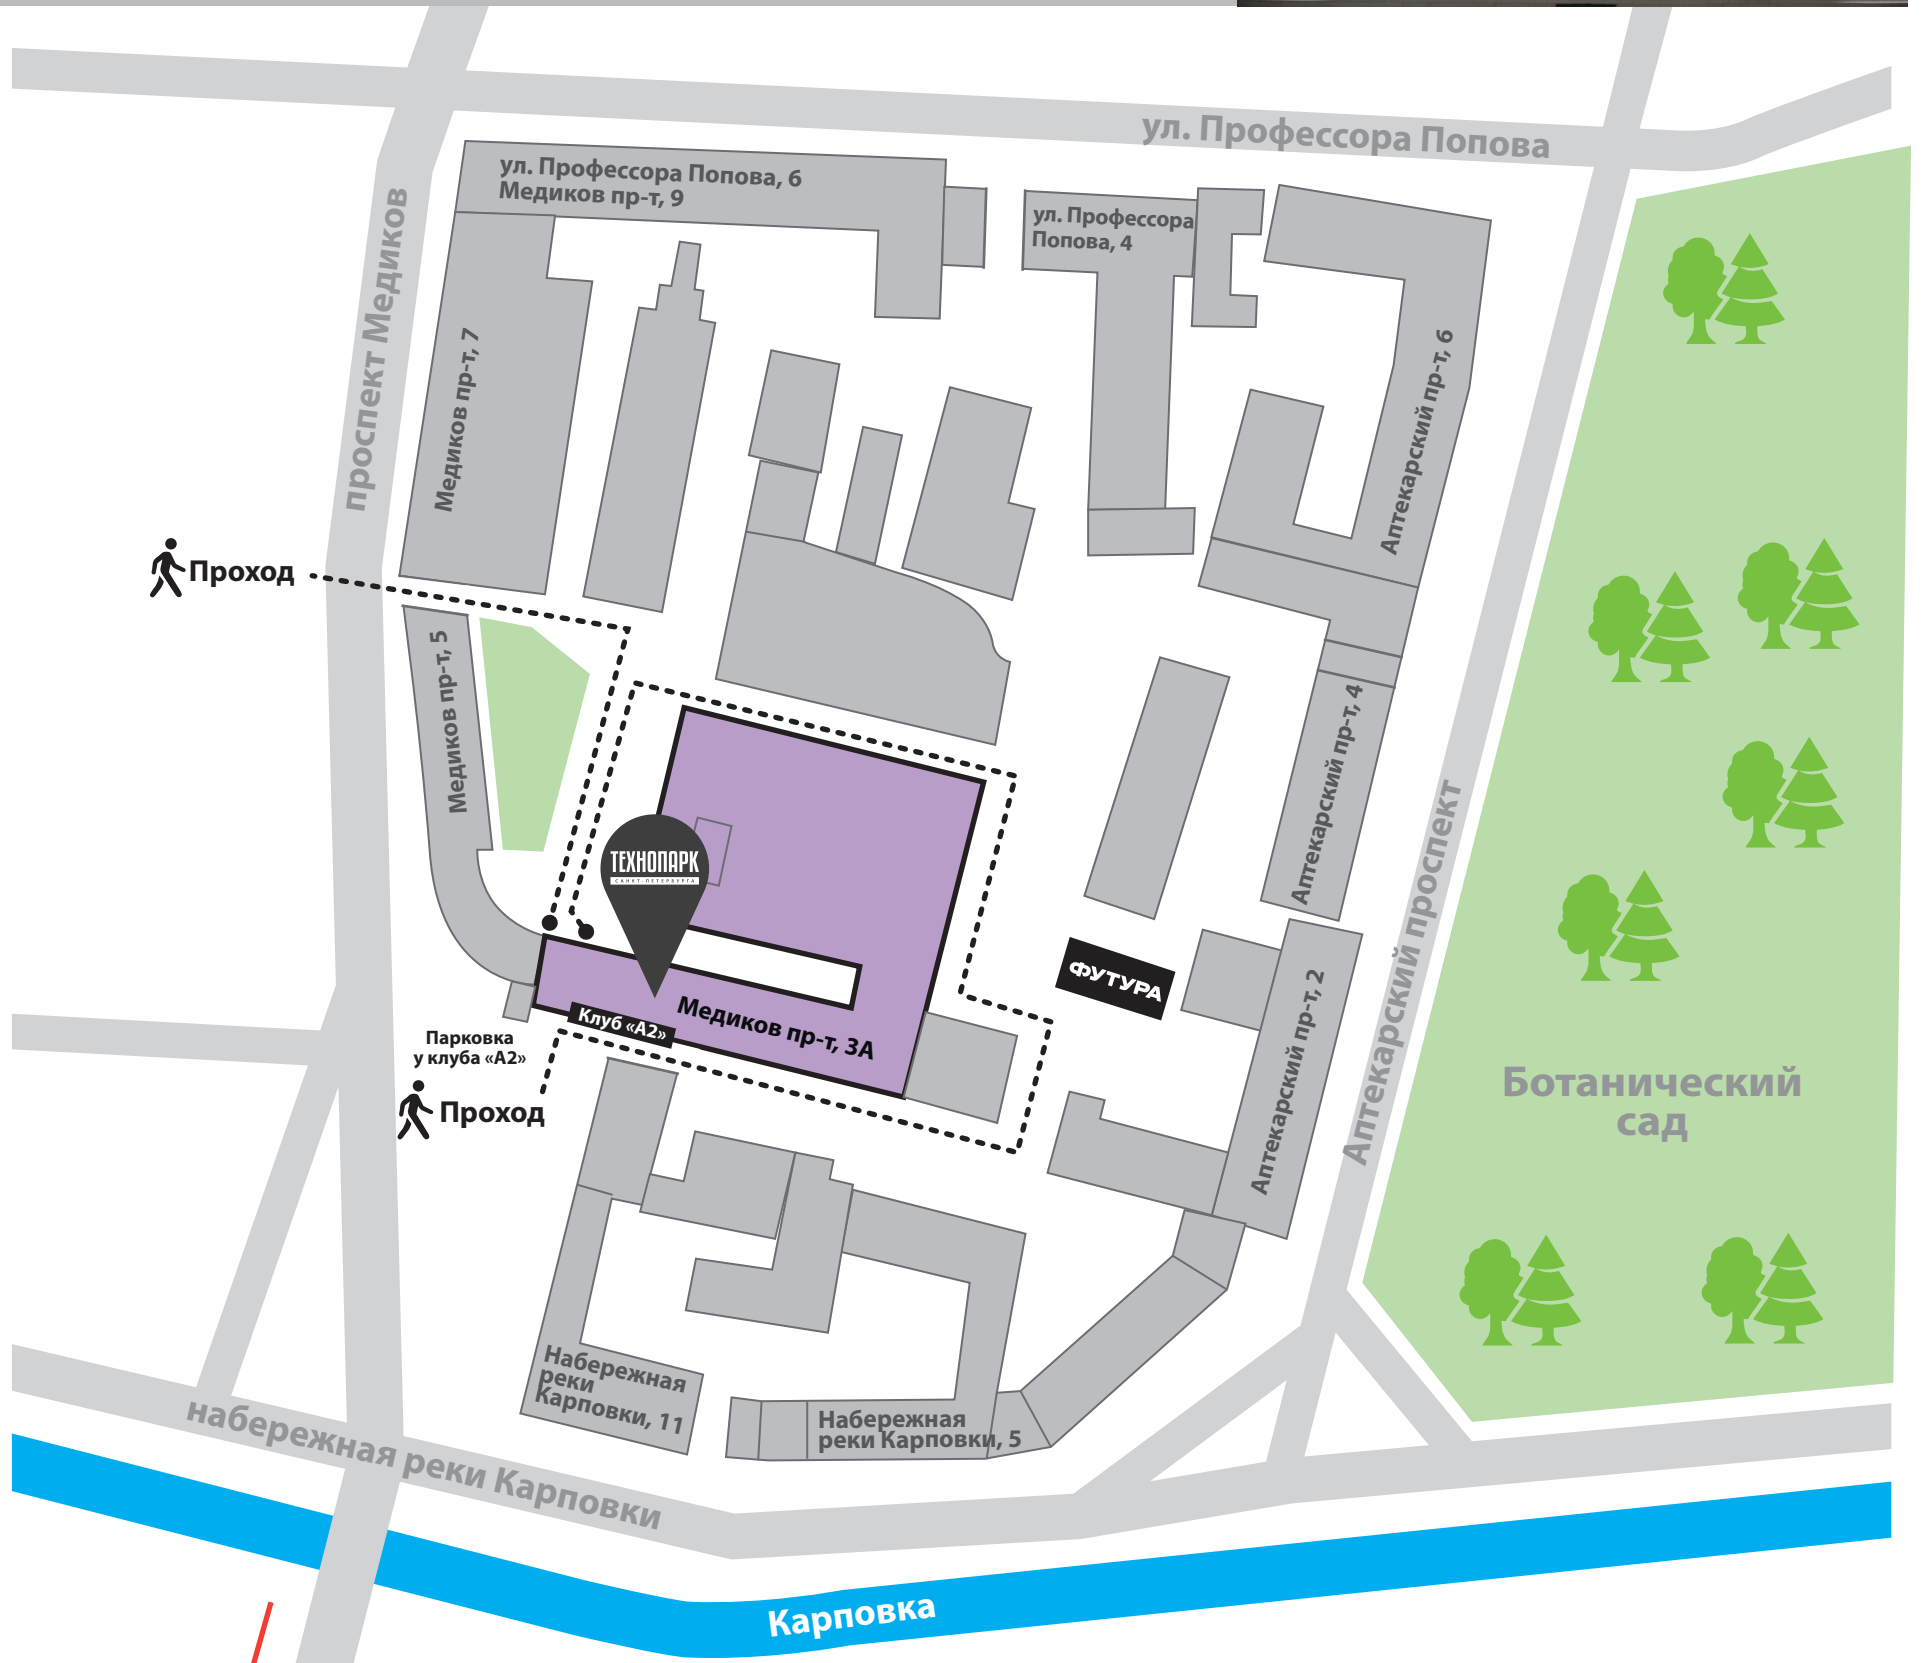 ул. Профессора Попова
ул. Профессора Попова, 6
Медиков пр-т, 9
ул. Профессора
Попова, 4
проспект Медиков
Медиков пр-т, 7
Аптекарский пр-т, 6
Проход
Медиков пр-т, 5
Аптекарский пр-т, 4
Аптекарский проспект
ТЕХНОПАРК
САНКТ-ПЕТЕРБУРГА
ФУТУРА
Аптекарский пр-т, 2
Клуб «А2»
Медиков пр-т, 3А
Парковка
у клуба «А2»
Проход
Ботанический
сад
Набережная
реки
Карповки, 11
Набережная
реки Карповки, 5
набережная реки Карповки
Карповка